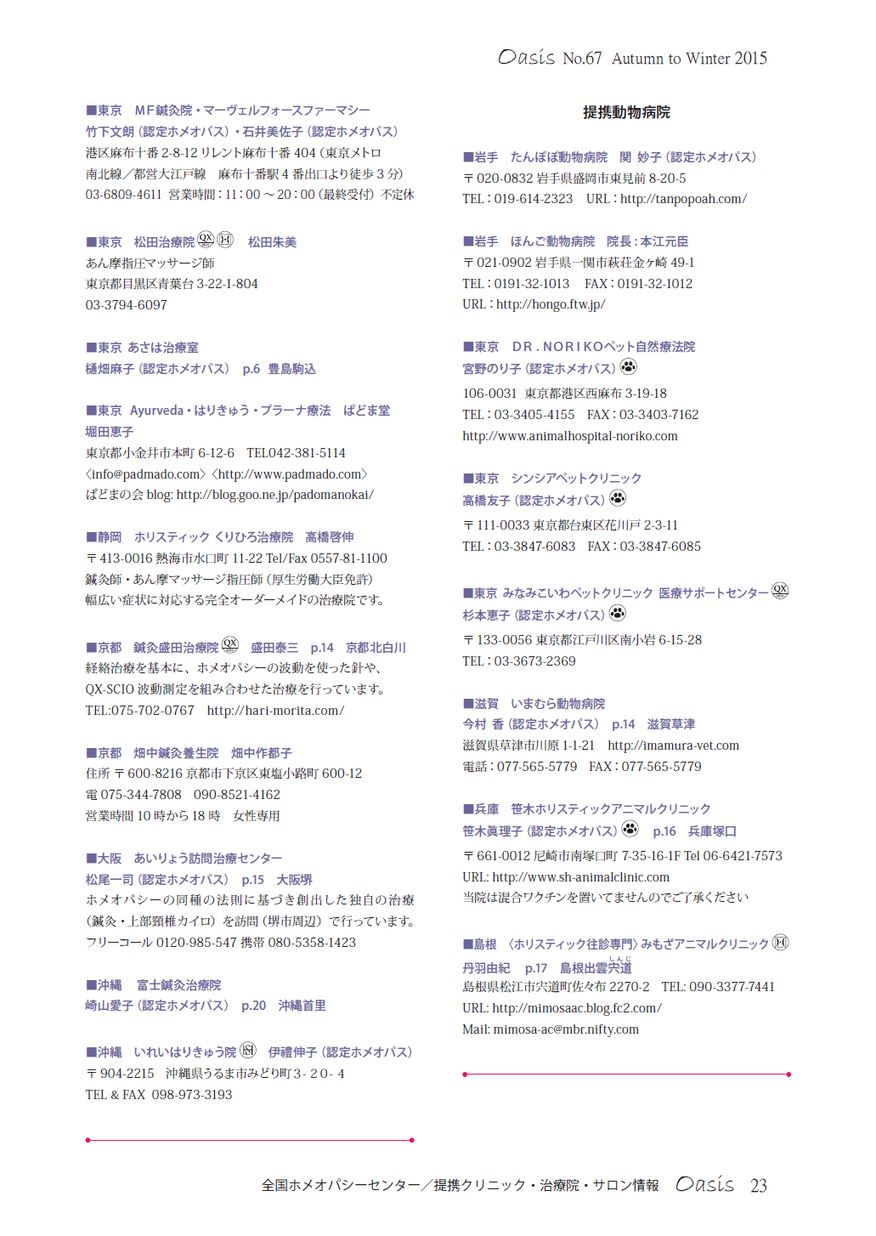 Oasis No.67 Autumn to Winter 2015
■東京　ＭＦ鍼灸院・マーヴェルフォースファーマシー
竹下文朗（認定ホメオパス）・石井美佐子（認定ホメオパス）
港区麻布十番 2-8-12 リレント麻布十番 404（東京メトロ
南北線／都営大江戸線　麻布十番駅 4 番出口より徒歩 3 分）
03-6809-4611 営業時間：11：00 ～ 20：00（最終受付）不定休
■東京　松田治療院 QX H　松田朱美
あん摩指圧マッサージ師
東京都目黒区青葉台 3-22-1-804
03-3794-6097
■東京 あさは治療室
樋畑麻子（認定ホメオパス）　p.6　豊島駒込
■東京 Ayurveda・はりきゅう・プラーナ療法　ぱどま堂
堀田恵子
東京都小金井市本町 6-12-6　TEL042-381-5114
〈info@padmado.com〉〈http://www.padmado.com〉
ぱどまの会 blog: http://blog.goo.ne.jp/padomanokai/
■静岡　ホリスティック くりひろ治療院　高橋啓伸
〒413-0016 熱海市水口町 11-22 Tel/Fax 0557-81-1100
鍼灸師・あん摩マッサージ指圧師（厚生労働大臣免許）
幅広い症状に対応する完全オーダーメイドの治療院です。
■京都　鍼灸盛田治療院 QX　盛田泰三　p.14　京都北白川
経絡治療を基本に、ホメオパシーの波動を使った針や、
QX-SCIO 波動測定を組み合わせた治療を行っています。
TEL:075-702-0767　http://hari-morita.com/
■京都　畑中鍼灸養生院　畑中作都子
住所 〒600-8216 京都市下京区東塩小路町 600-12
電 075-344-7808　090-8521-4162
営業時間 10 時から 18 時　女性専用
■大阪　あいりょう訪問治療センター
松尾一司（認定ホメオパス）　p.15　大阪堺
ホメオパシーの同種の法則に基づき創出した独自の治療
（鍼灸・上部頸椎カイロ）を訪問（堺市周辺）で行っています。
フリーコール 0120-985-547 携帯 080-5358-1423
■沖縄　富士鍼灸治療院
崎山愛子（認定ホメオパス）　p.20　沖縄首里
■沖縄　いれいはりきゅう院　伊禮伸子（認定ホメオパス）
〒904-2215　沖縄県うるま市みどり町３-２０-４
TEL & FAX 098-973-3193
提携動物病院
■岩手　たんぽぽ動物病院　関 妙子（認定ホメオパス）
〒020-0832 岩手県盛岡市東見前 8-20-5
TEL：019-614-2323　URL：http://tanpopoah.com/
■岩手　ほんご動物病院　院長：本江元臣
〒021-0902 岩手県一関市萩荘金ヶ崎 49-1
TEL：0191-32-1013　FAX：0191-32-1012
URL：http://hongo.ftw.jp/
■東京　ＤＲ.ＮＯＲＩＫＯペット自然療法院
宮野のり子（認定ホメオパス）
106-0031 東京都港区西麻布 3-19-18
TEL：03-3405-4155　FAX：03-3403-7162
http://www.animalhospital-noriko.com
■東京　シンシアペットクリニック
高橋友子（認定ホメオパス）
〒111-0033 東京都台東区花川戸 2-3-11
TEL：03-3847-6083　FAX：03-3847-6085
■東京 みなみこいわペットクリニック 医療サポートセンター QX
杉本恵子（認定ホメオパス）
〒133-0056 東京都江戸川区南小岩 6-15-28
TEL：03-3673-2369
■滋賀　いまむら動物病院
今村 香（認定ホメオパス）　p.14　滋賀草津
滋賀県草津市川原 1-1-21　http://imamura-vet.com
電話：077-565-5779　FAX：077-565-5779
■兵庫　笹木ホリスティックアニマルクリニック
笹木眞理子（認定ホメオパス）　p.16　兵庫塚口
〒661-0012 尼崎市南塚口町 7-35-16-1F Tel 06-6421-7573
URL: http://www.sh-animalclinic.com
当院は混合ワクチンを置いてませんのでご了承ください
■島根　〈ホリスティック往診専門〉みもざアニマルクリニック H
しんじ
丹羽由紀　p.17　島根出雲宍道
島根県松江市宍道町佐々布 2270-2　TEL: 090-3377-7441
URL: http://mimosaac.blog.fc2.com/
Mail: mimosa-ac@mbr.nifty.com
全国ホメオパシーセンター／提携クリニック・治療院・サロン情報　Oasis　23